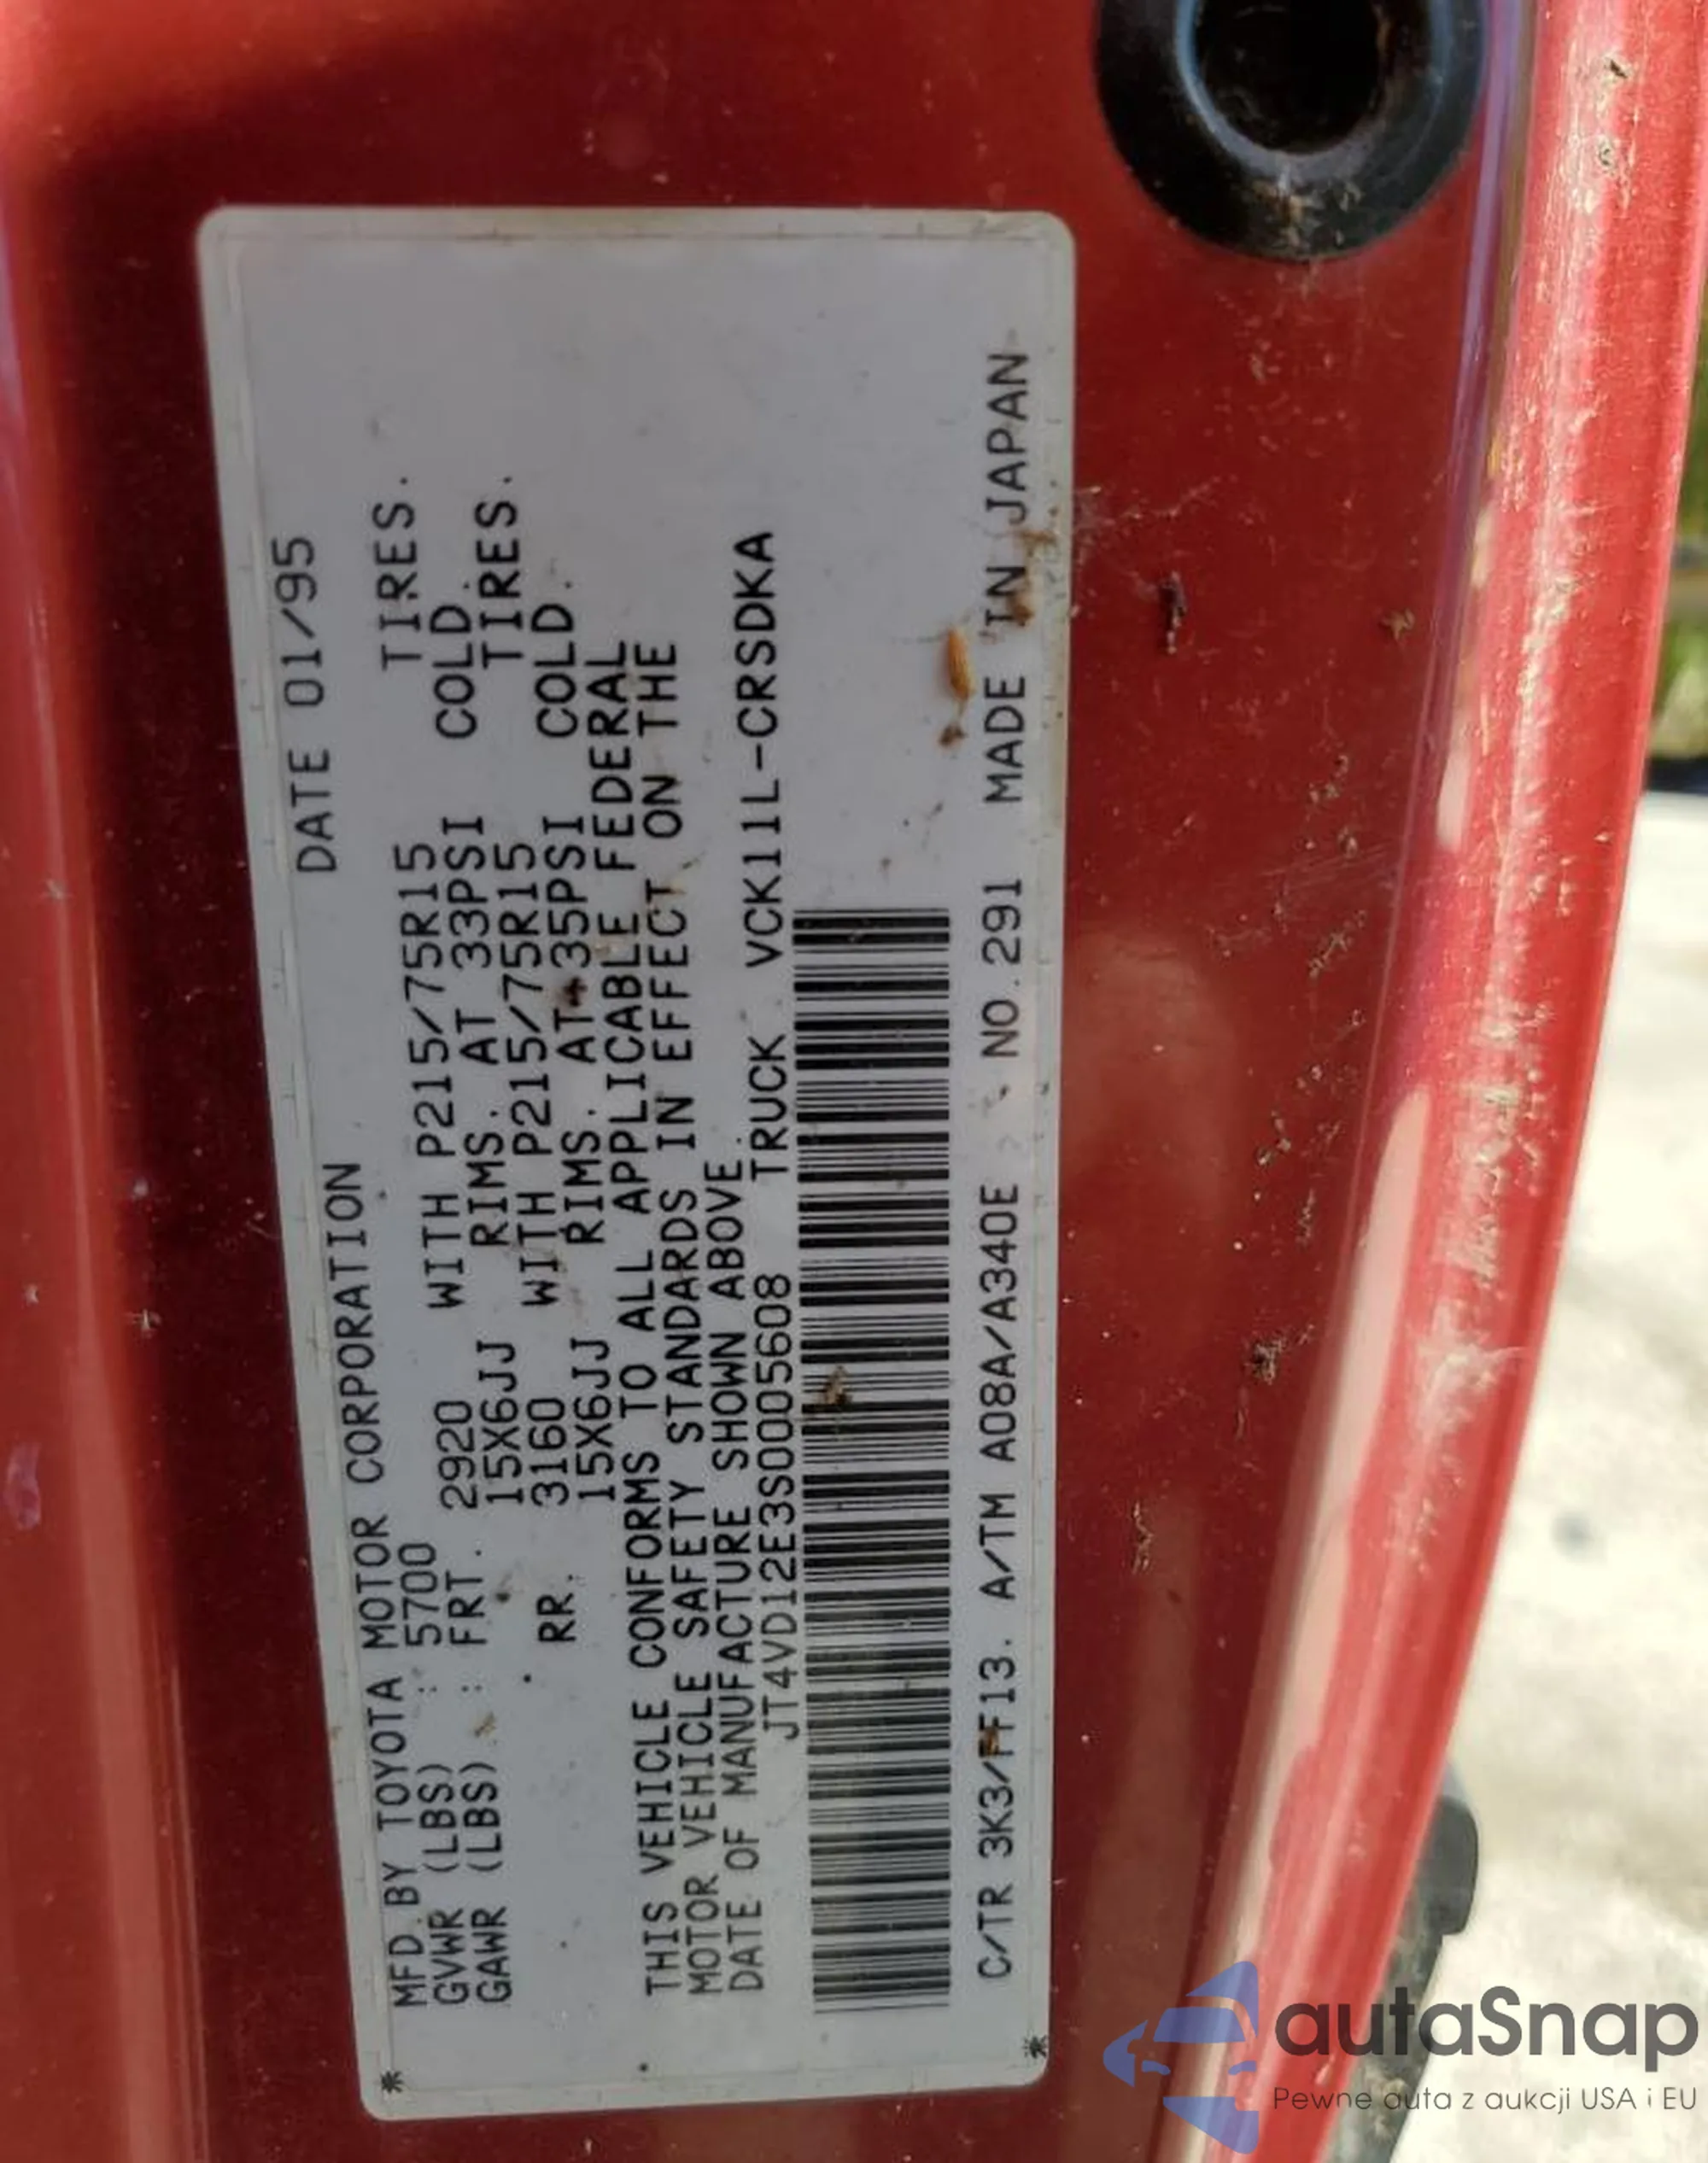 MFD.BY TOYOTA MOTOR CORPORATION DATE 01/95
GVWR (LBS) : 5700 WITH P215/75R15 TIRES.
GAWR (LBS) : FRT. 2920 RIMS. AT 33PSI COLD.
15X6JJ WITH P215/75R15 TIRES.
RR. 3160 RIMS. AT 35PSI COLD.
15X6JJ
THIS VEHICLE CONFORMS TO ALL APPLICABLE FEDERAL
MOTOR VEHICLE SAFETY STANDARDS IN EFFECT ON THE
DATE OF MANUFACTURE SHOWN ABOVE.
JT4VD12E3S0005608 TRUCK VCK11L-CRSDKA
C/TR 3K3/FF13. A/TM A08A/A340E NO.291 MADE IN JAPAN
* *
autaSnap
Pewne auta z aukcji USA i EU